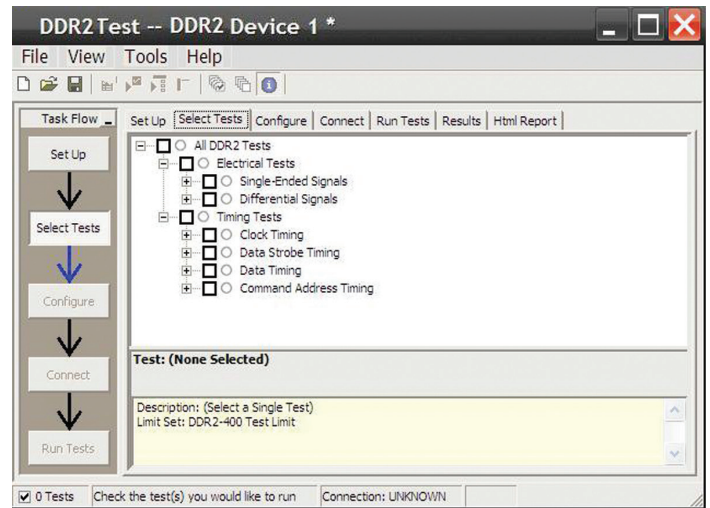 DDR2 Test -- DDR2 Device 1 *
File View Tools Help
Task Flow
Set Up Select Tests Configure Connect Run Tests Results Html Report
Set Up
Select Tests
Configure
Connect
Run Tests
All DDR2 Tests
Electrical Tests
Single-Ended Signals
Differential Signals
Timing Tests
Clock Timing
Data Strobe Timing
Data Timing
Command Address Timing
Test: (None Selected)
Description: (Select a Single Test)
Limit Set: DDR2-400 Test Limit
0 Tests Check the test(s) you would like to run Connection: UNKNOWN